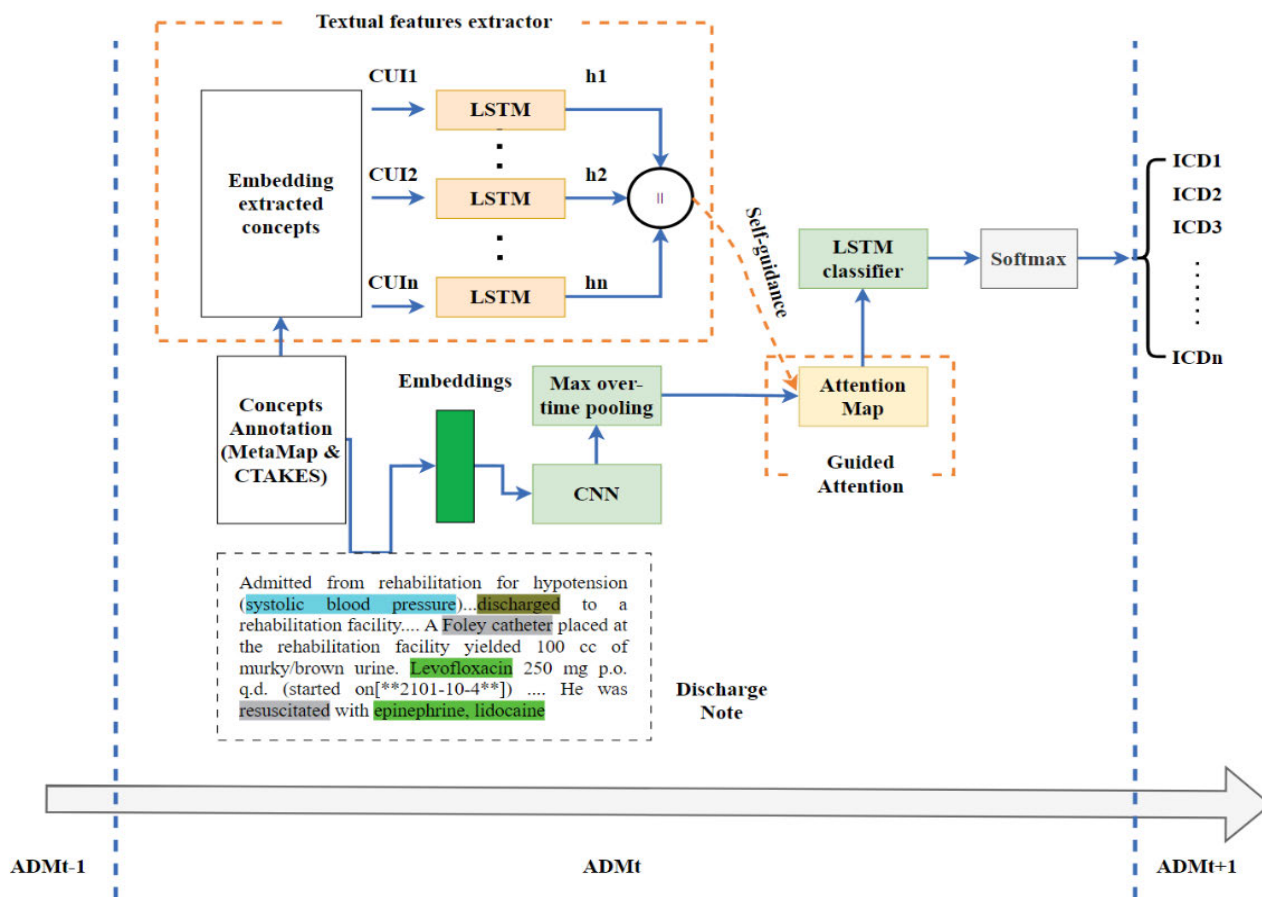 Textual features extractor
CUI1
h1
LSTM
Embedding
extracted
concepts
CUI2
h2
LSTM
||
CUIn
hn
LSTM
Self-guidance
LSTM
classifier
Softmax
ICD1
ICD2
ICD3
ICDn
Concepts
Annotation
(MetaMap &
CTAKES)
Embeddings
Max over-
time pooling
CNN
Attention
Map
Guided
Attention
Admitted from rehabilitation for hypotension
(systolic blood pressure)...discharged to a
rehabilitation facility.... A Foley catheter placed at
the rehabilitation facility yielded 100 cc of
murky/brown urine. Levofloxacin 250 mg p.o.
q.d. (started on[**2101-10-4**]) .... He was
resuscitated with epinephrine, lidocaine
Discharge
Note
ADMt-1
ADMt
ADMt+1